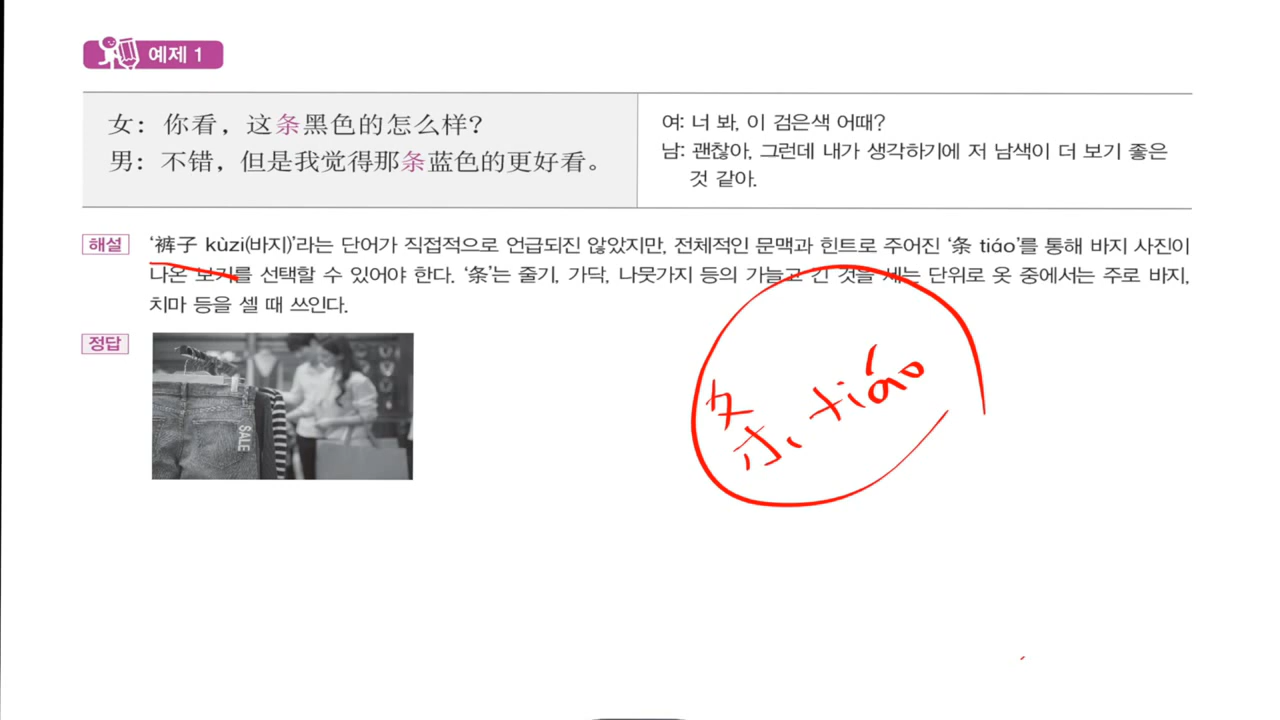 예제 1
女：你看，这条黑色的怎么样？
男：不错，但是我觉得那条蓝色的更好看。
여: 너 봐, 이 검은색 어때?
남: 괜찮아, 그런데 내가 생각하기에 저 남색이 더 보기 좋은
것 같아.
해설 ‘裤子 kùzi(바지)’라는 단어가 직접적으로 언급되진 않았지만, 전체적인 문맥과 힌트로 주어진 ‘条 tiáo’를 통해 바지 사진이
나온 보기를 선택할 수 있어야 한다. ‘条’는 줄기, 가닥, 나뭇가지 등의 가늘고 긴 것을 세는 단위로 옷 중에서는 주로 바지,
치마 등을 셀 때 쓰인다.
정답
SALE
条 tiáo